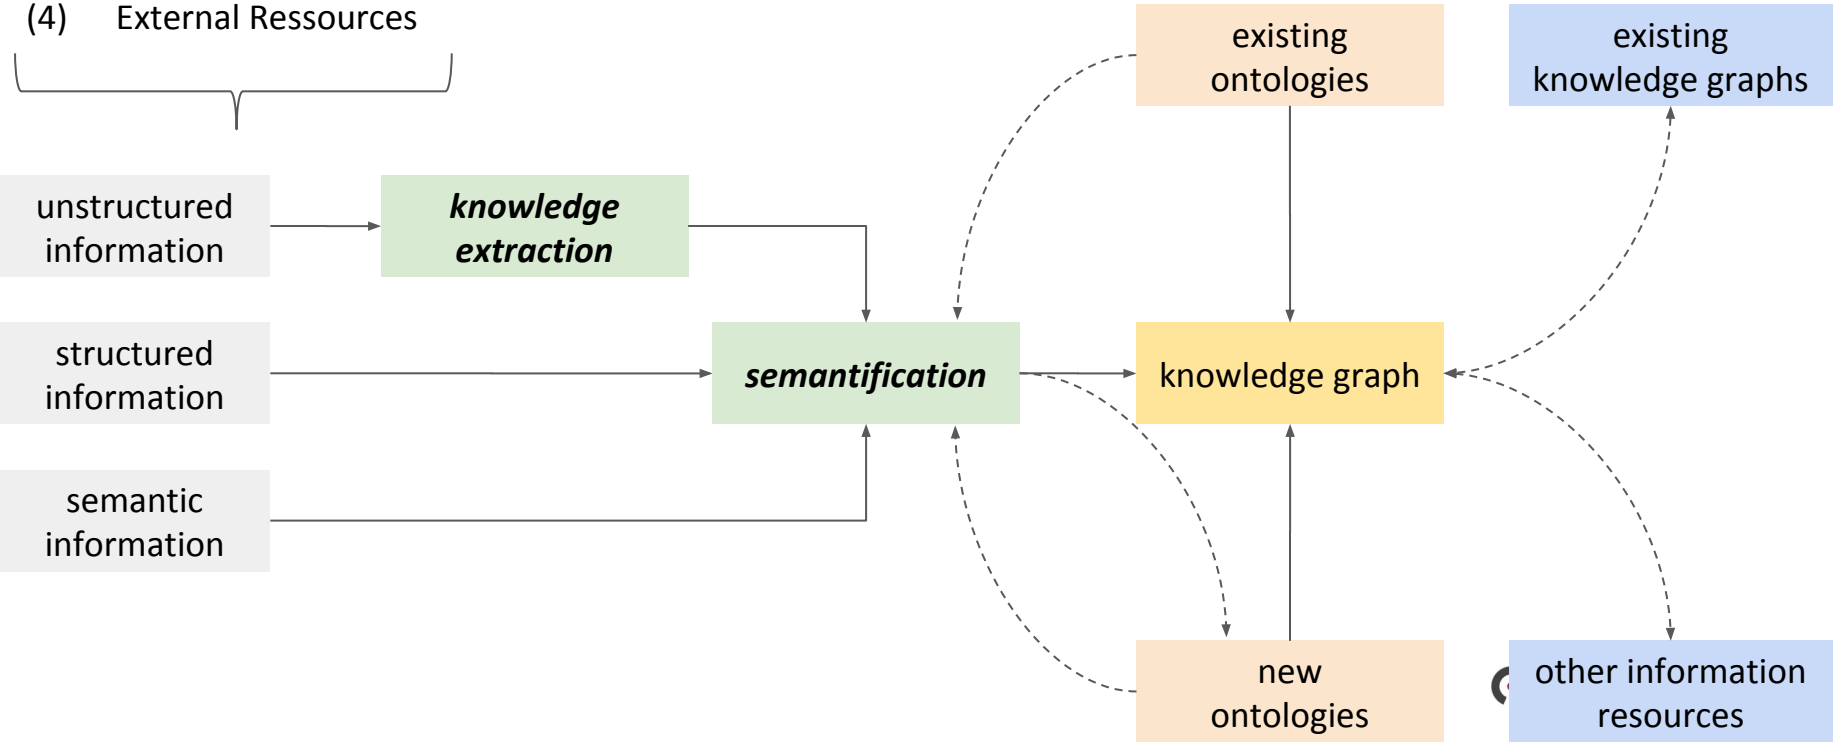 (4) External Ressources
existing
ontologies
existing
knowledge graphs
unstructured
information
knowledge
extraction
structured
information
semantification
knowledge graph
semantic
information
new
ontologies
other information
resources